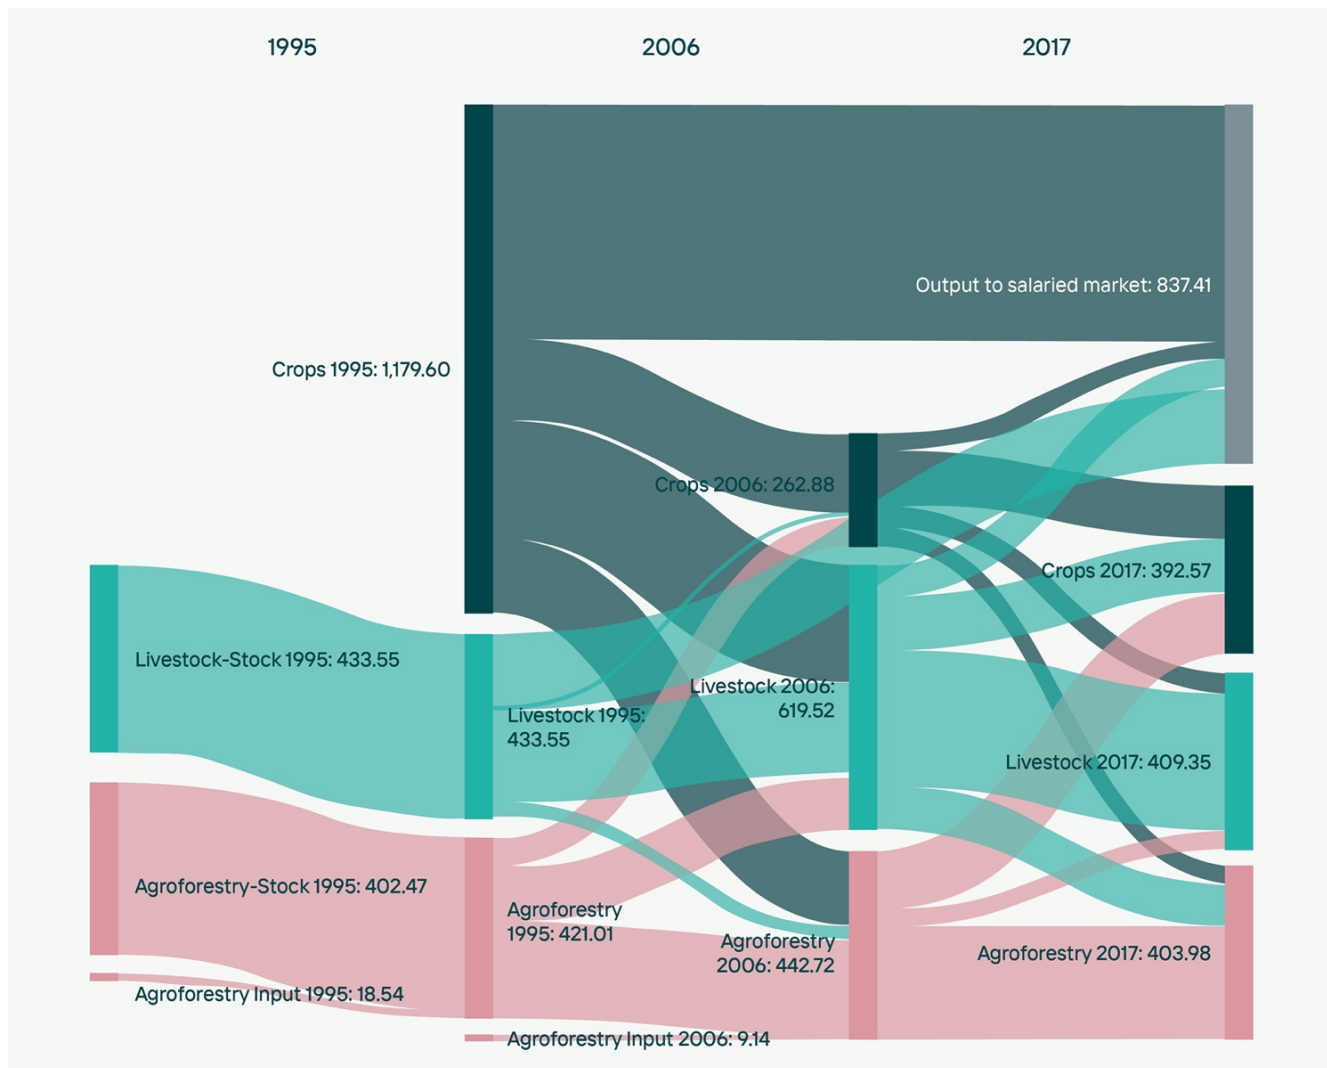 1995
2006
2017
Output to salaried market: 837.41
Crops 1995: 1,179.60
Crops 2006: 262.88
Crops 2017: 392.57
Livestock-Stock 1995: 433.55
Livestock 1995:
433.55
Livestock 2006:
619.52
Livestock 2017: 409.35
Agroforestry-Stock 1995: 402.47
Agroforestry
1995: 421.01
Agroforestry
2006: 442.72
Agroforestry 2017: 403.98
Agroforestry Input 1995: 18.54
Agroforestry Input 2006: 9.14